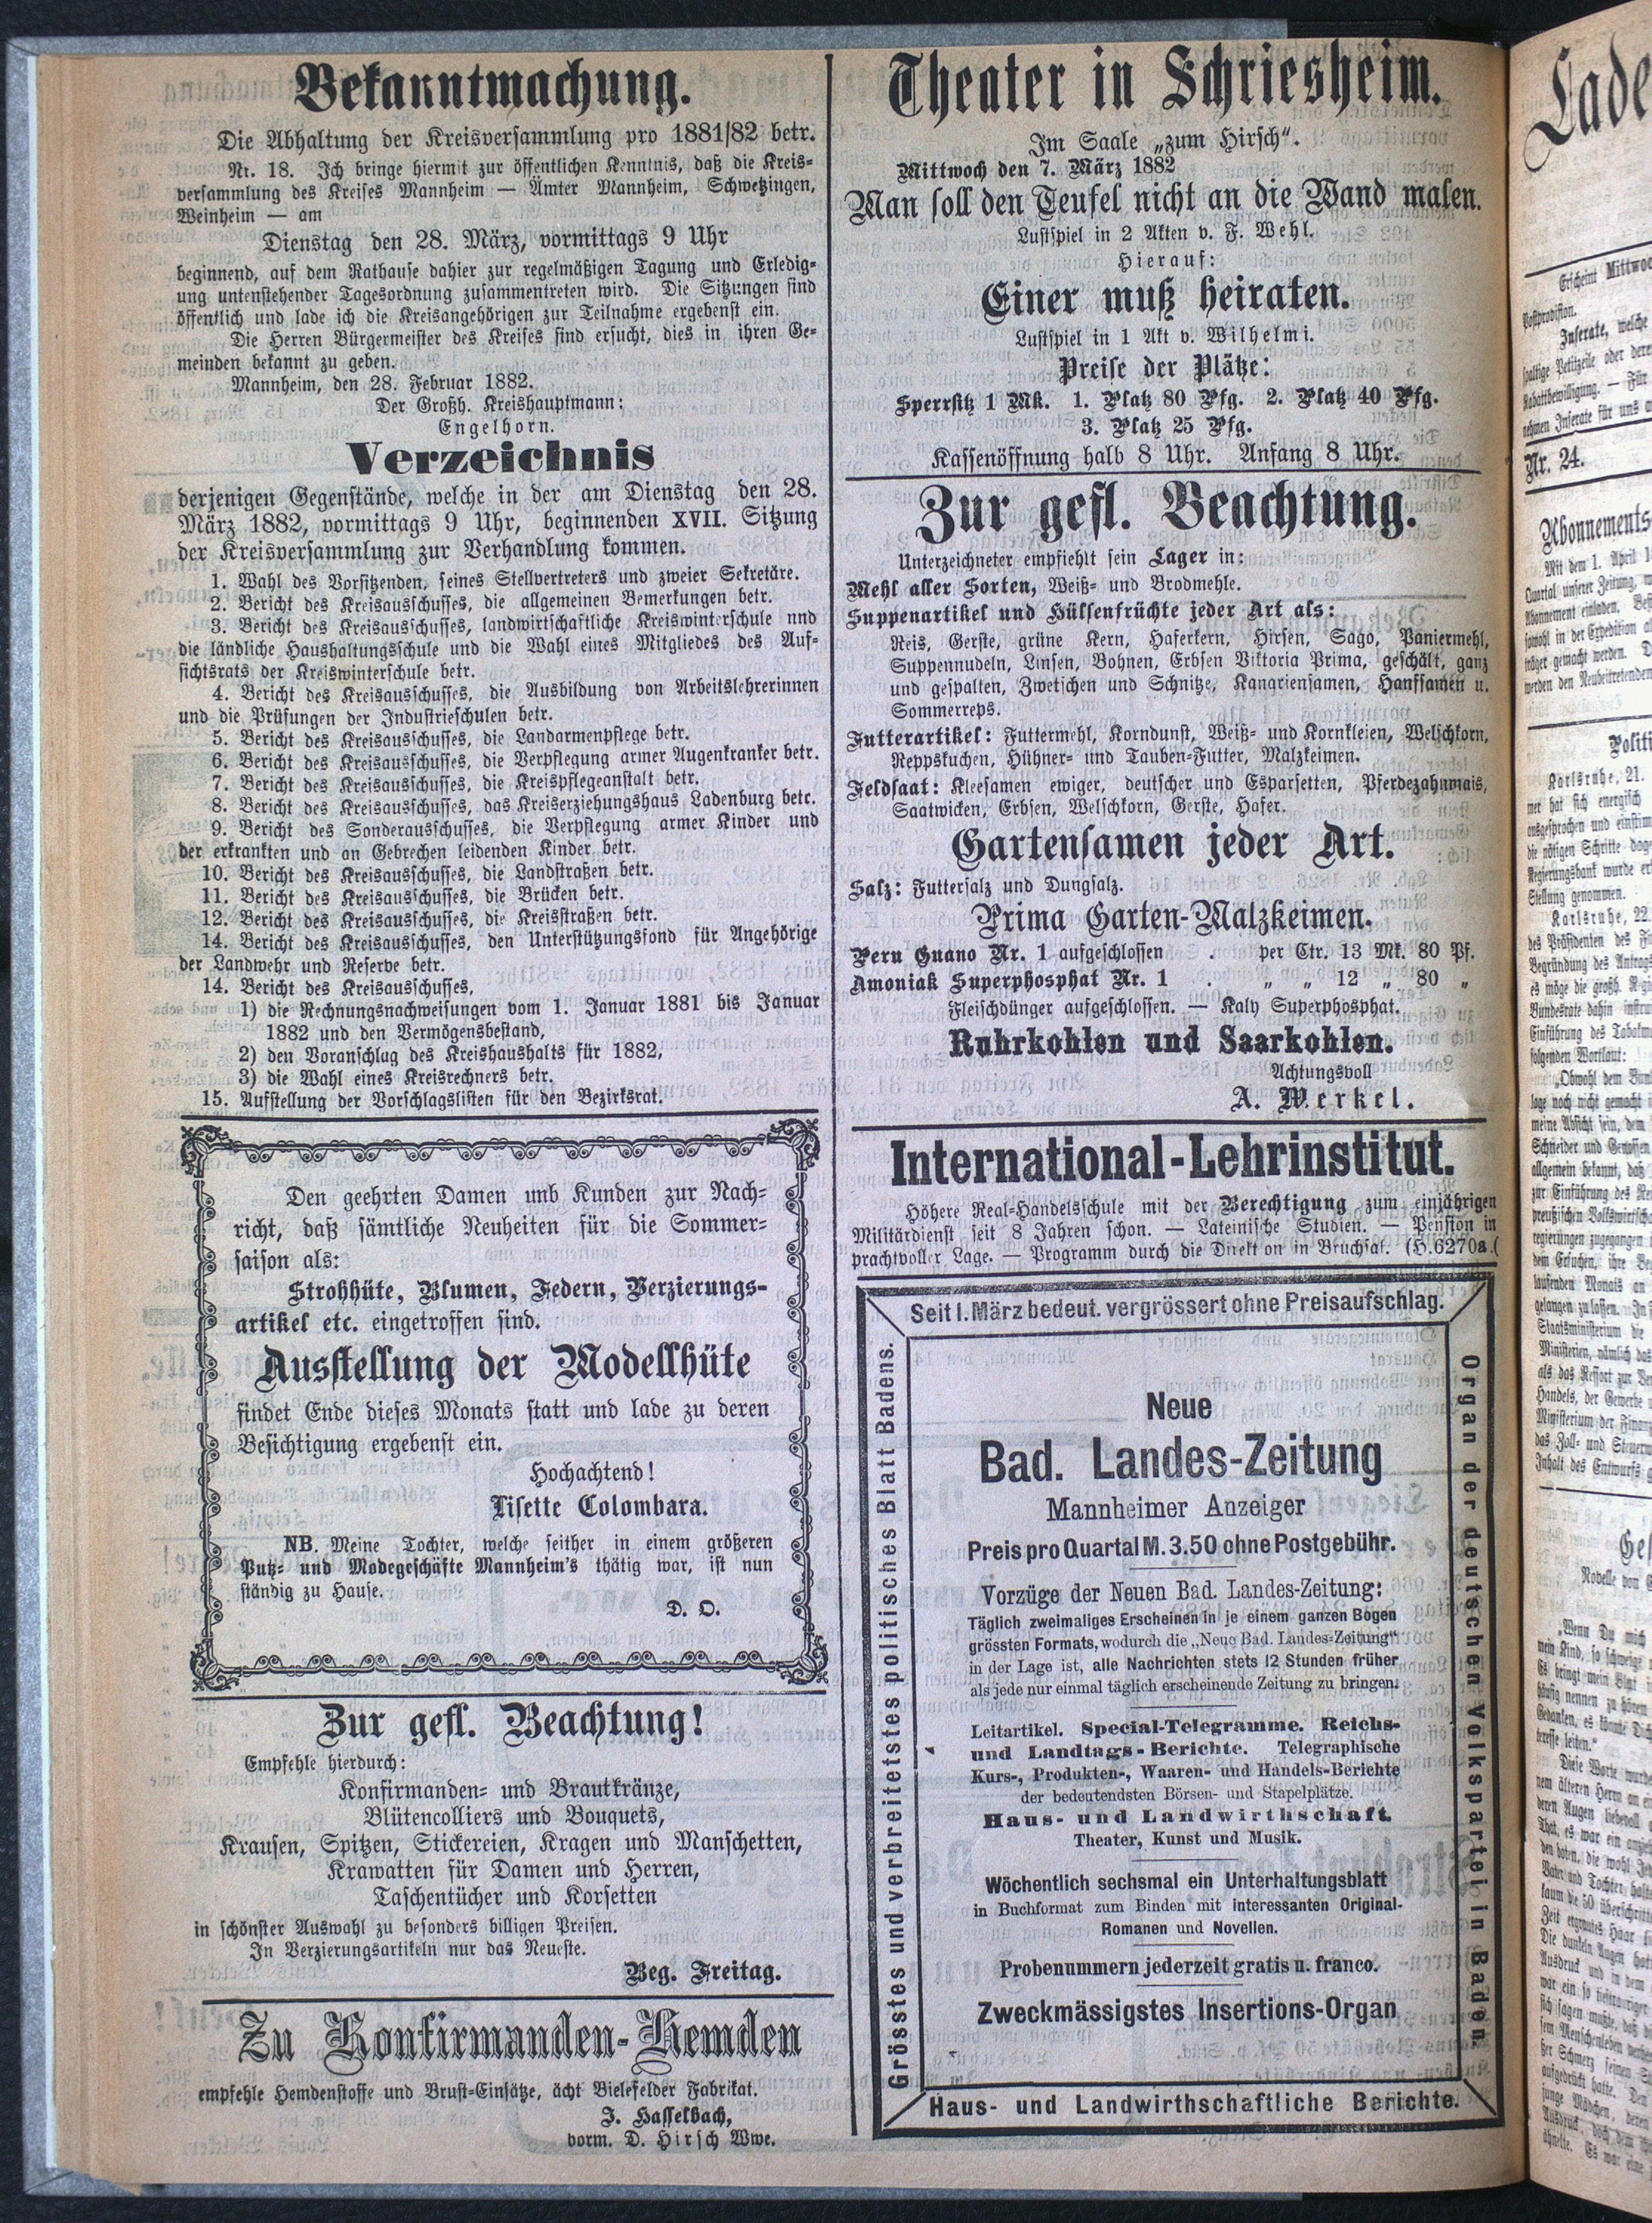 Bekanntmachung.
Die Abhaltung der Kreisversammlung pro 1881/82 betr.
Nr. 18. Ich bringe hiermit zur öffentlichen Kenntnis, daß die Kreis=
versammlung des Kreises Mannheim — Ämter Mannheim, Schwetzingen,
Weinheim — am
Dienstag den 28. März, vormittags 9 Uhr
beginnend, auf dem Rathause dahier zur regelmäßigen Tagung und Erledig=
ung untenstehender Tagesordnung zusammentreten wird. Die Sitzungen sind
öffentlich und lade ich die Kreisangehörigen zur Teilnahme ergebenst ein.
Die Herren Bürgermeister des Kreises sind ersucht, dies in ihren Ge=
meinden bekannt zu geben.
Mannheim, den 28. Februar 1882.
Der Großh. Kreishauptmann:
Engelhorn.
Verzeichnis
derjenigen Gegenstände, welche in der am Dienstag den 28.
März 1882, vormittags 9 Uhr, beginnenden XVII. Sitzung
der Kreisversammlung zur Verhandlung kommen.
1. Wahl des Vorsitzenden, seines Stellvertreters und zweier Sekretäre.
2. Bericht des Kreisausschusses, die allgemeinen Bemerkungen betr.
3. Bericht des Kreisausschusses, landwirtschaftliche Kreiswinterschule nnd
die ländliche Haushaltungsschule und die Wahl eines Mitgliedes des Auf=
sichtsrats der Kreiswinterschule betr.
4. Bericht des Kreisausschusses, die Ausbildung von Arbeitslehrerinnen
und die Prüfungen der Industrieschulen betr.
5. Bericht des Kreisausschusses, die Landarmenpflege betr.
6. Bericht des Kreisausschusses, die Verpflegung armer Augenkranker betr.
7. Bericht des Kreisausschusses, die Kreispflegeanstalt betr.
8. Bericht des Kreisausschusses, das Kreiserziehungshaus Ladenburg betr.
9. Bericht des Sonderausschusses, die Verpflegung armer Kinder und
der erkrankten und an Gebrechen leidenden Kinder betr.
10. Bericht des Kreisausschusses, die Landstraßen betr.
11. Bericht des Kreisausschusses, die Brücken betr.
12. Bericht des Kreisausschusses, die Kreisstraßen betr.
14. Bericht des Kreisausschusses, den Unterstützungsfond für Angehörige
der Landwehr und Reserve betr.
14. Bericht des Kreisausschusses,
1) die Rechnungsnachweisungen vom 1. Januar 1881 bis Januar
1882 und den Vermögensbestand,
2) den Voranschlag des Kreishaushalts für 1882,
3) die Wahl eines Kreisrechners betr.
15. Aufstellung der Vorschlagslisten für den Bezirksrat.
Den geehrten Damen unb Kunden zur Nach=
richt, daß sämtliche Neuheiten für die Sommer=
saison als:
Strohhüte, Blumen, Federn, Verzierungs-
artikel etc. eingetroffen sind.
Ausstellung der Modellhüte
findet Ende dieses Monats statt und lade zu deren
Besichtigung ergebenst ein.
Hochachtend!
Lisette Colombara.
NB. Meine Tochter, welche seither in einem größeren
Putz- und Modegeschäfte Mannheim's thätig war, ist nun
ständig zu Hause.
D. O.
Zur gefl. Beachtung!
Empfehle hierdurch:
Konfirmanden= und Brautkränze,
Blütencolliers und Bouquets,
Krausen, Spitzen, Stickereien, Kragen und Manschetten,
Krawatten für Damen und Herren,
Taschentücher und Korsetten
in schönster Auswahl zu besonders billigen Preisen.
In Verzierungsartikeln nur das Neueste.
Beg. Freitag.
Zu Konfirmanden-Hemden
empfehle Hemdenstoffe und Brust=Einsätze, ächt Bielefelder Fabrikat.
J. Hasselbach,
vorm. D. Hirsch Wwe.
Theater in Schriesheim.
Im Saale „zum Hirsch“.
Mittwoch den 7. März 1882
Man soll den Teufel nicht an die Wand malen.
Lustspiel in 2 Akten v. F. Wehl.
Hierauf:
Einer muß heiraten.
Lustspiel in 1 Akt v. Wilhelmi.
Preise der Plätze:
Sperrsitz 1 Mk. 1. Platz 80 Pfg. 2. Platz 40 Pfg.
3. Platz 25 Pfg.
Kassenöffnung halb 8 Uhr. Anfang 8 Uhr.
Zur gefl. Beachtung.
Unterzeichneter empfiehlt sein Lager in:
Mehl aller Sorten, Weiß= und Brodmehle.
Suppenartikel und Hülsenfrüchte jeder Art als:
Reis, Gerste, grüne Kern, Haferkern, Hirsen, Sago, Paniermehl,
Suppennudeln, Linsen, Bohnen, Erbsen Viktoria Prima, geschält, ganz
und gespalten, Zwetschen und Schnitze, Kanariensamen, Hanfsamen u.
Sommerreps.
Futterartikel: Futtermehl, Korndunst, Weiß= und Kornkleien, Welschkorn,
Reppskuchen, Hühner= und Tauben=Futter, Malzkeimen.
Feldsaat: Kleesamen ewiger, deutscher und Esparsetten, Pferdezahnmais,
Saatwicken, Erbsen, Welschkorn, Gerste, Hafer.
Gartensamen jeder Art.
Salz: Futtersalz und Dungsalz.
Prima Garten-Malzkeimen.
Peru Guano Nr. 1 aufgeschlossen . per Ctr. 13 Mk. 80 Pf.
Amoniak Superphosphat Nr. 1 . „ „ 12 „ 80 „
Fleischdünger aufgeschlossen. — Kaly Superphosphat.
Ruhrkohlen und Saarkohlen.
Achtungsvoll
A. Merkel.
International-Lehrinstitut.
Höhere Real=Handelsschule mit der Berechtigung zum einjährigen
Militärdienst seit 8 Jahren schon. — Lateinische Studien. — Pension in
prachtvoller Lage. — Programm durch die Direktion in Bruchsal. (H.6270a.(
Seit 1. März bedeut. vergrössert ohne Preisaufschlag.
Grösstes und verbreitetstes politisches Blatt Badens.
Neue
Bad. Landes-Zeitung
Mannheimer Anzeiger
Preis pro Quartal M. 3.50 ohne Postgebühr.
Vorzüge der Neuen Bad. Landes-Zeitung:
Täglich zweimaliges Erscheinen in je einem ganzen Bogen
grössten Formats, wodurch die „Neue Bad. Landes-Zeitung“
in der Lage ist, alle Nachrichten stets 12 Stunden früher
als jede nur einmal täglich erscheinende Zeitung zu bringen.
Leitartikel. Special-Telegramme. Reichs-
und Landtags-Berichte. Telegraphische
Kurs-, Produkten-, Waaren- und Handels-Berichte
der bedeutendsten Börsen- und Stapelplätze.
Haus- und Landwirthschaft.
Theater, Kunst und Musik.
Wöchentlich sechsmal ein Unterhaltungsblatt
in Buchformat zum Binden mit interessanten Original-
Romanen und Novellen.
Probenummern jederzeit gratis u. franco.
Zweckmässigstes Insertions-Organ
Organ der deutschen Volkspartei in Baden.
Haus- und Landwirthschaftliche Berichte.
Lade
Erscheint Mittwoc
Inserate, welche
Nr. 24.
Abonnements
Mit dem 1. April
Politi
Karlsruhe, 21.
Karlsruhe, 22.